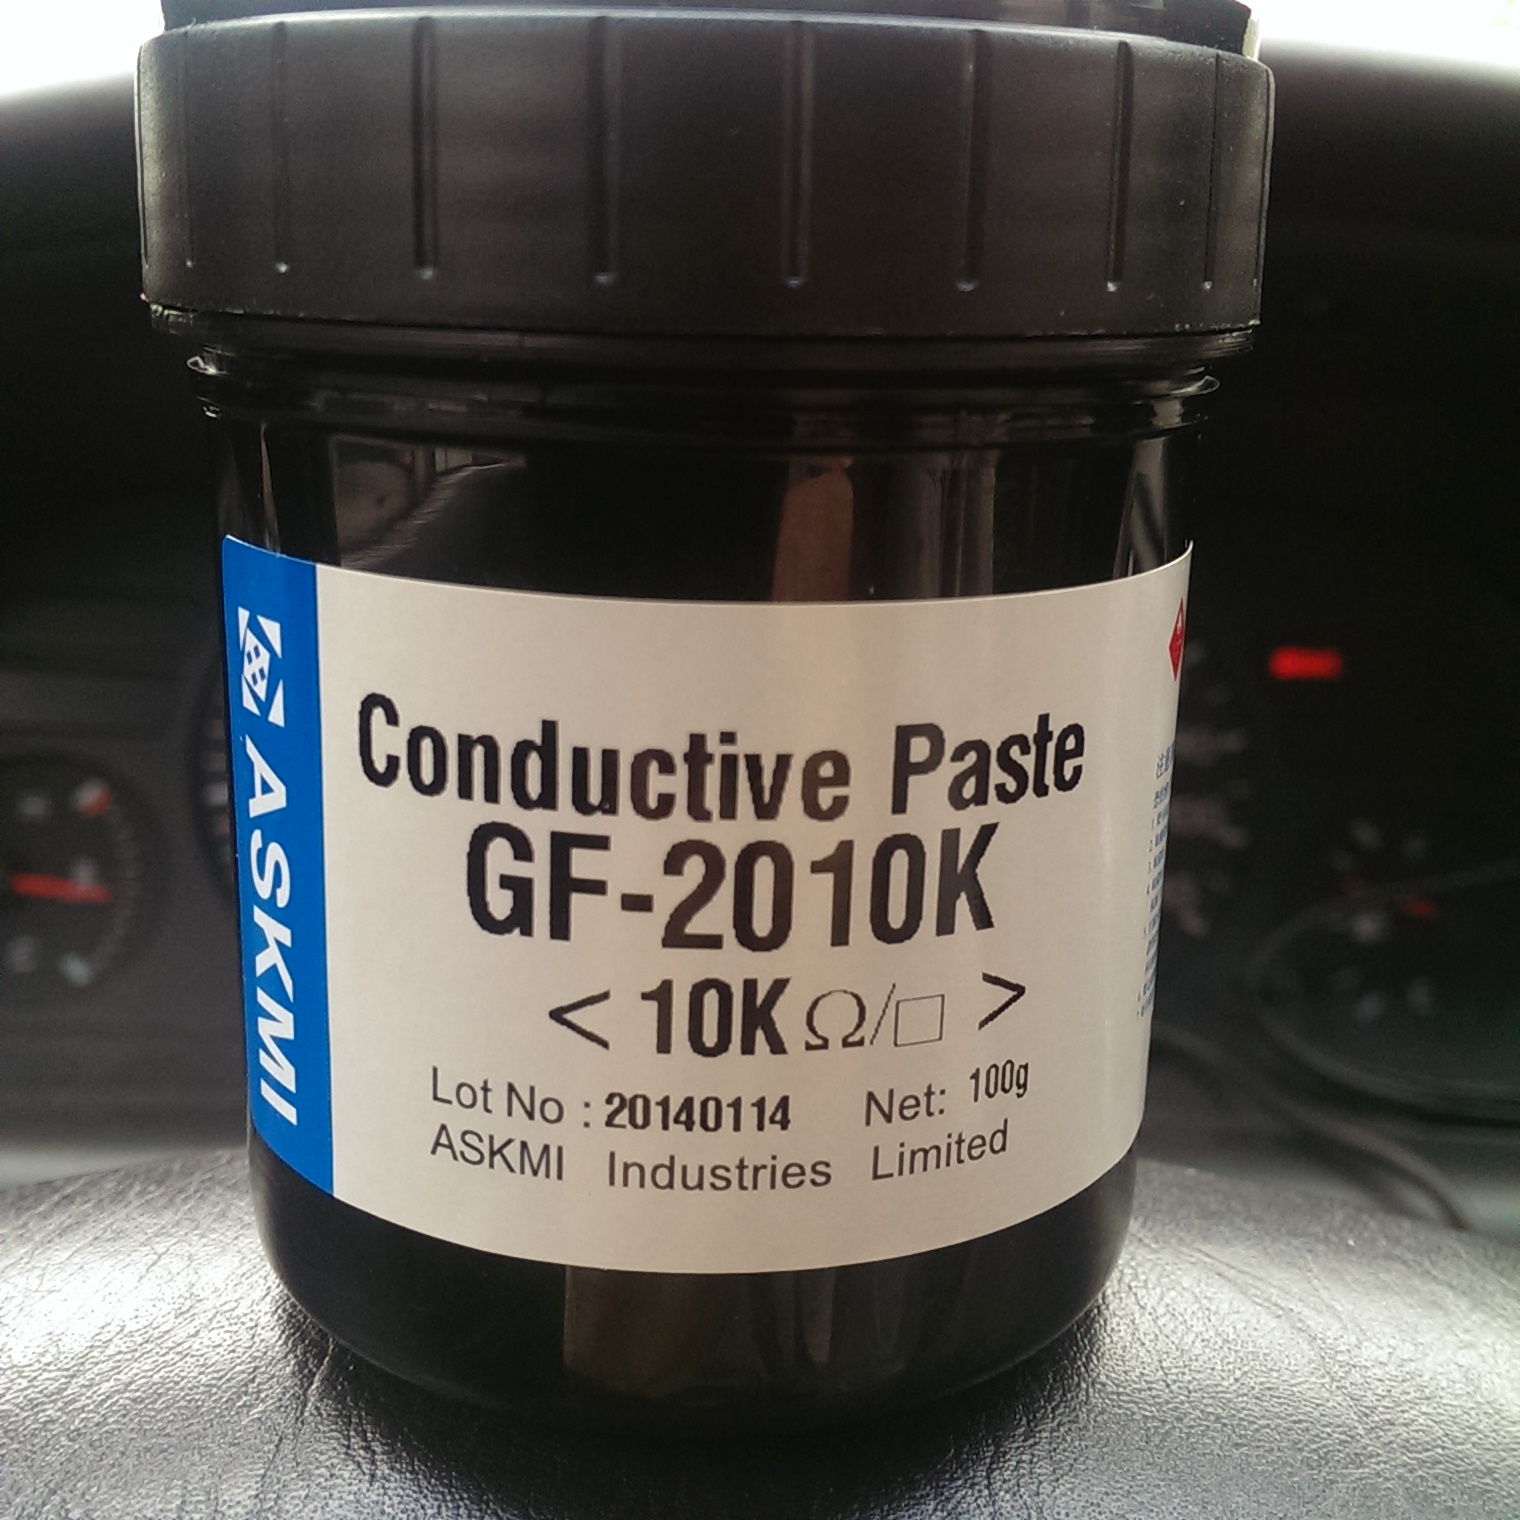 ASKMI
Conductive Paste
GF-2010K
< 10KΩ/□ >
Lot No : 20140114 Net: 100g
ASKMI Industries Limited